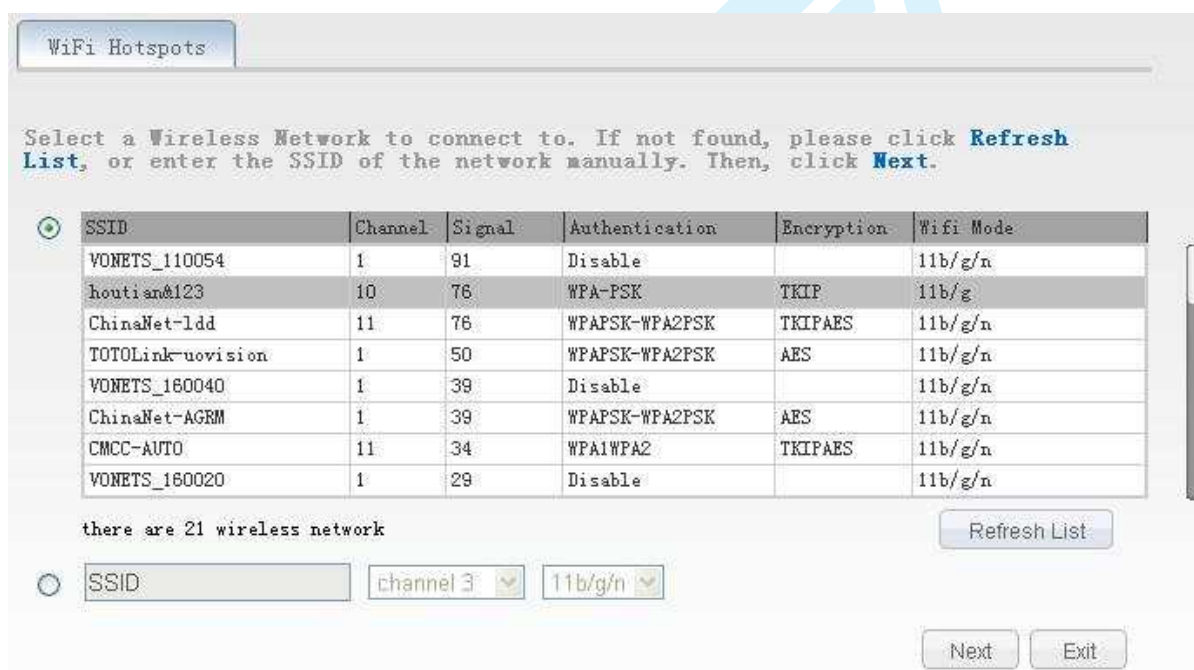 WiFi Hotspots
Select a Wireless Network to connect to. If not found, please click Refresh
List, or enter the SSID of the network manually. Then, click Next.
SSID Channel Signal Authentication Encryption Wifi Mode
VONETS_110054 1 91 Disable 11b/g/n
houtian&123 10 76 WPA-PSK TKIP 11b/g
ChinaNet-ldd 11 76 WPAPSK-WPA2PSK TKIPAES 11b/g/n
TOTOLink-uovision 1 50 WPAPSK-WPA2PSK AES 11b/g/n
VONETS_160040 1 39 Disable 11b/g/n
ChinaNet-AGRM 1 39 WPAPSK-WPA2PSK AES 11b/g/n
CMCC-AUTO 11 34 WPA1WPA2 TKIPAES 11b/g/n
VONETS_160020 1 29 Disable 11b/g/n
there are 21 wireless network
Refresh List
SSID channel 3 11b/g/n
Next Exit